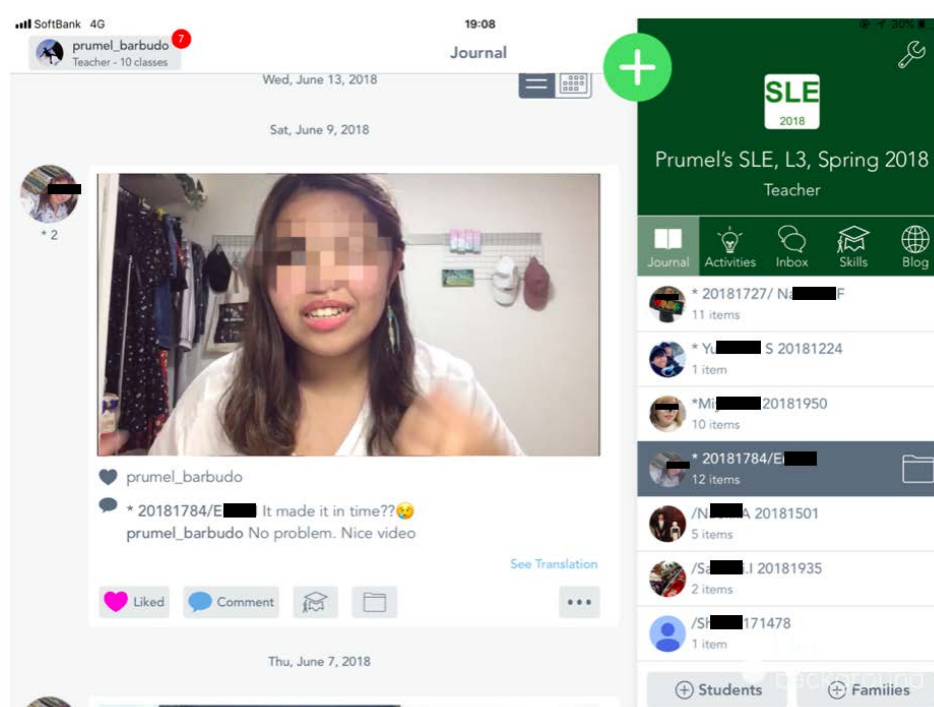 SoftBank 4G
19:08
30%
prumel_barbudo
7
Teacher - 10 classes
Journal
Wed, June 13, 2018
Sat, June 9, 2018
* 2
prumel_barbudo
* 20181784/E It made it in time??😢
prumel_barbudo No problem. Nice video
See Translation
Liked
Comment
Thu, June 7, 2018
SLE
2018
Prumel's SLE, L3, Spring 2018
Teacher
Journal
Activities
Inbox
Skills
Blog
* 20181727/ Na F
11 items
* Yu S 20181224
1 item
*Mi 20181950
10 items
* 20181784/E
12 items
/N A 20181501
5 items
/Sa .I 20181935
2 items
/S 171478
1 item
Students
Families
background